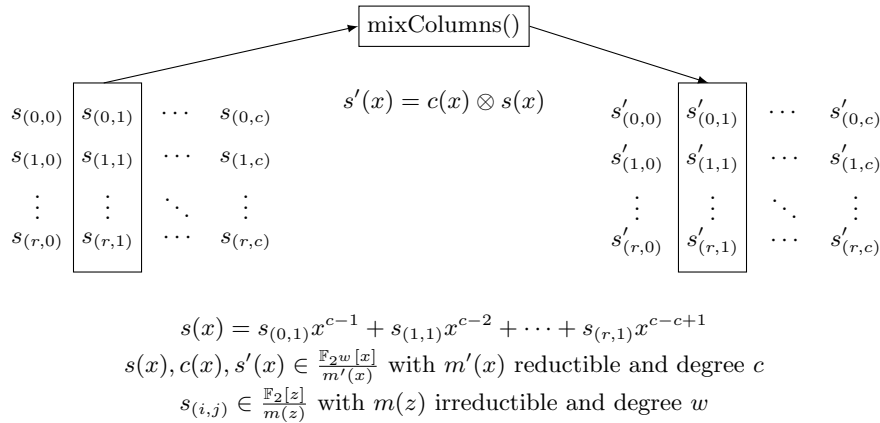 mixColumns()
s'(x) = c(x) ⊗ s(x)
s(0,0) s(0,1) ⋯ s(0,c)
s(1,0) s(1,1) ⋯ s(1,c)
⋮ ⋮ ⋱ ⋮
s(r,0) s(r,1) ⋯ s(r,c)
s'(0,0) s'(0,1) ⋯ s'(0,c)
s'(1,0) s'(1,1) ⋯ s'(1,c)
⋮ ⋮ ⋱ ⋮
s'(r,0) s'(r,1) ⋯ s'(r,c)
s(x) = s(0,1)x^{c−1} + s(1,1)x^{c−2} + ⋯ + s(r,1)x^{c−c+1}
s(x), c(x), s'(x) ∈ 𝔽_{2^w}[x]/m'(x) with m'(x) reductible and degree c
s(i,j) ∈ 𝔽_2[z]/m(z) with m(z) irreductible and degree w